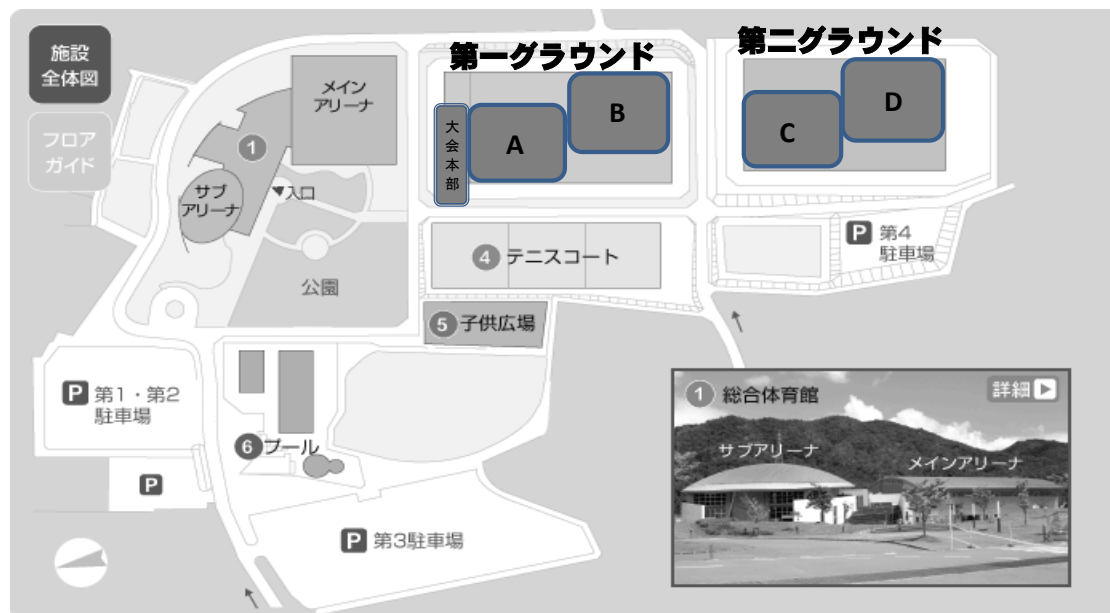 施設
全体図
フロア
ガイド
メイン
アリーナ
1
サブ
アリーナ
▼入口
公園
第一グラウンド
大会本部
A
B
第二グラウンド
C
D
4 テニスコート
P 第4
駐車場
5 子供広場
P 第1・第2
駐車場
6 プール
P
P 第3駐車場
1 総合体育館
詳細▶
サブアリーナ
メインアリーナ